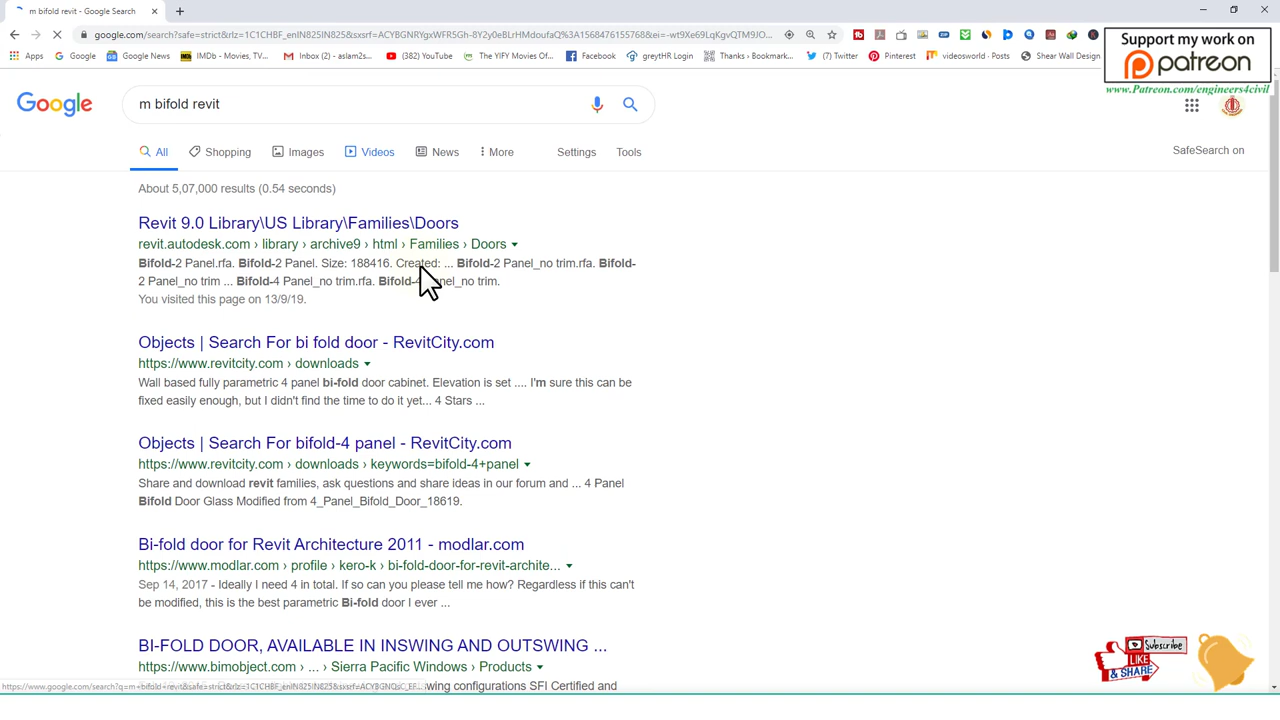 m bifold revit - Google Search
google.com/search?safe=strict&rlz=1C1CHBF_enIN825IN825&sxsrf=ACYBGNRYgxWFR5Gh-8Y2y0eBLrHMdoufaQ%3A1568476155768&ei=-wt9Xe69LqKgvQTM9JO...
Apps
Google
Google News
IMDb - Movies, TV...
Inbox (2) - aslam2s...
(382) YouTube
The YIFY Movies Of...
Facebook
greytHR Login
Thanks › Bookmark...
Twitter
Pinterest
videosworld · Posts
Shear Wall Design
Support my work on
patreon
www.Patreon.com/engineers4civil
Google
m bifold revit
All
Shopping
Images
Videos
News
More
Settings
Tools
SafeSearch on
About 5,07,000 results (0.54 seconds)
Revit 9.0 Library\US Library\Families\Doors
revit.autodesk.com › library › archive9 › html › Families › Doors
Bifold-2 Panel.rfa. Bifold-2 Panel. Size: 188416. Created: ... Bifold-2 Panel_no trim.rfa. Bifold-
2 Panel_no trim ... Bifold-4 Panel_no trim.rfa. Bifold-4 Panel_no trim.
You visited this page on 13/9/19.
Objects | Search For bi fold door - RevitCity.com
https://www.revitcity.com › downloads
Wall based fully parametric 4 panel bi-fold door cabinet. Elevation is set .... I'm sure this can be
fixed easily enough, but I didn't find the time to do it yet... 4 Stars ...
Objects | Search For bifold-4 panel - RevitCity.com
https://www.revitcity.com › downloads › keywords=bifold-4+panel
Share and download revit families, ask questions and share ideas in our forum and ... 4 Panel
Bifold Door Glass Modified from 4_Panel_Bifold_Door_18619.
Bi-fold door for Revit Architecture 2011 - modlar.com
https://www.modlar.com › profile › kero-k › bi-fold-door-for-revit-archite...
Sep 14, 2017 - Ideally I need 4 in total. If so can you please tell me how? Regardless if this can't
be modified, this is the best parametric Bi-fold door I ever ...
BI-FOLD DOOR, AVAILABLE IN INSWING AND OUTSWING ...
https://www.bimobject.com › ... › Sierra Pacific Windows › Products
wing configurations SFI Certified and
Subscribe
LIKE
& SHARE